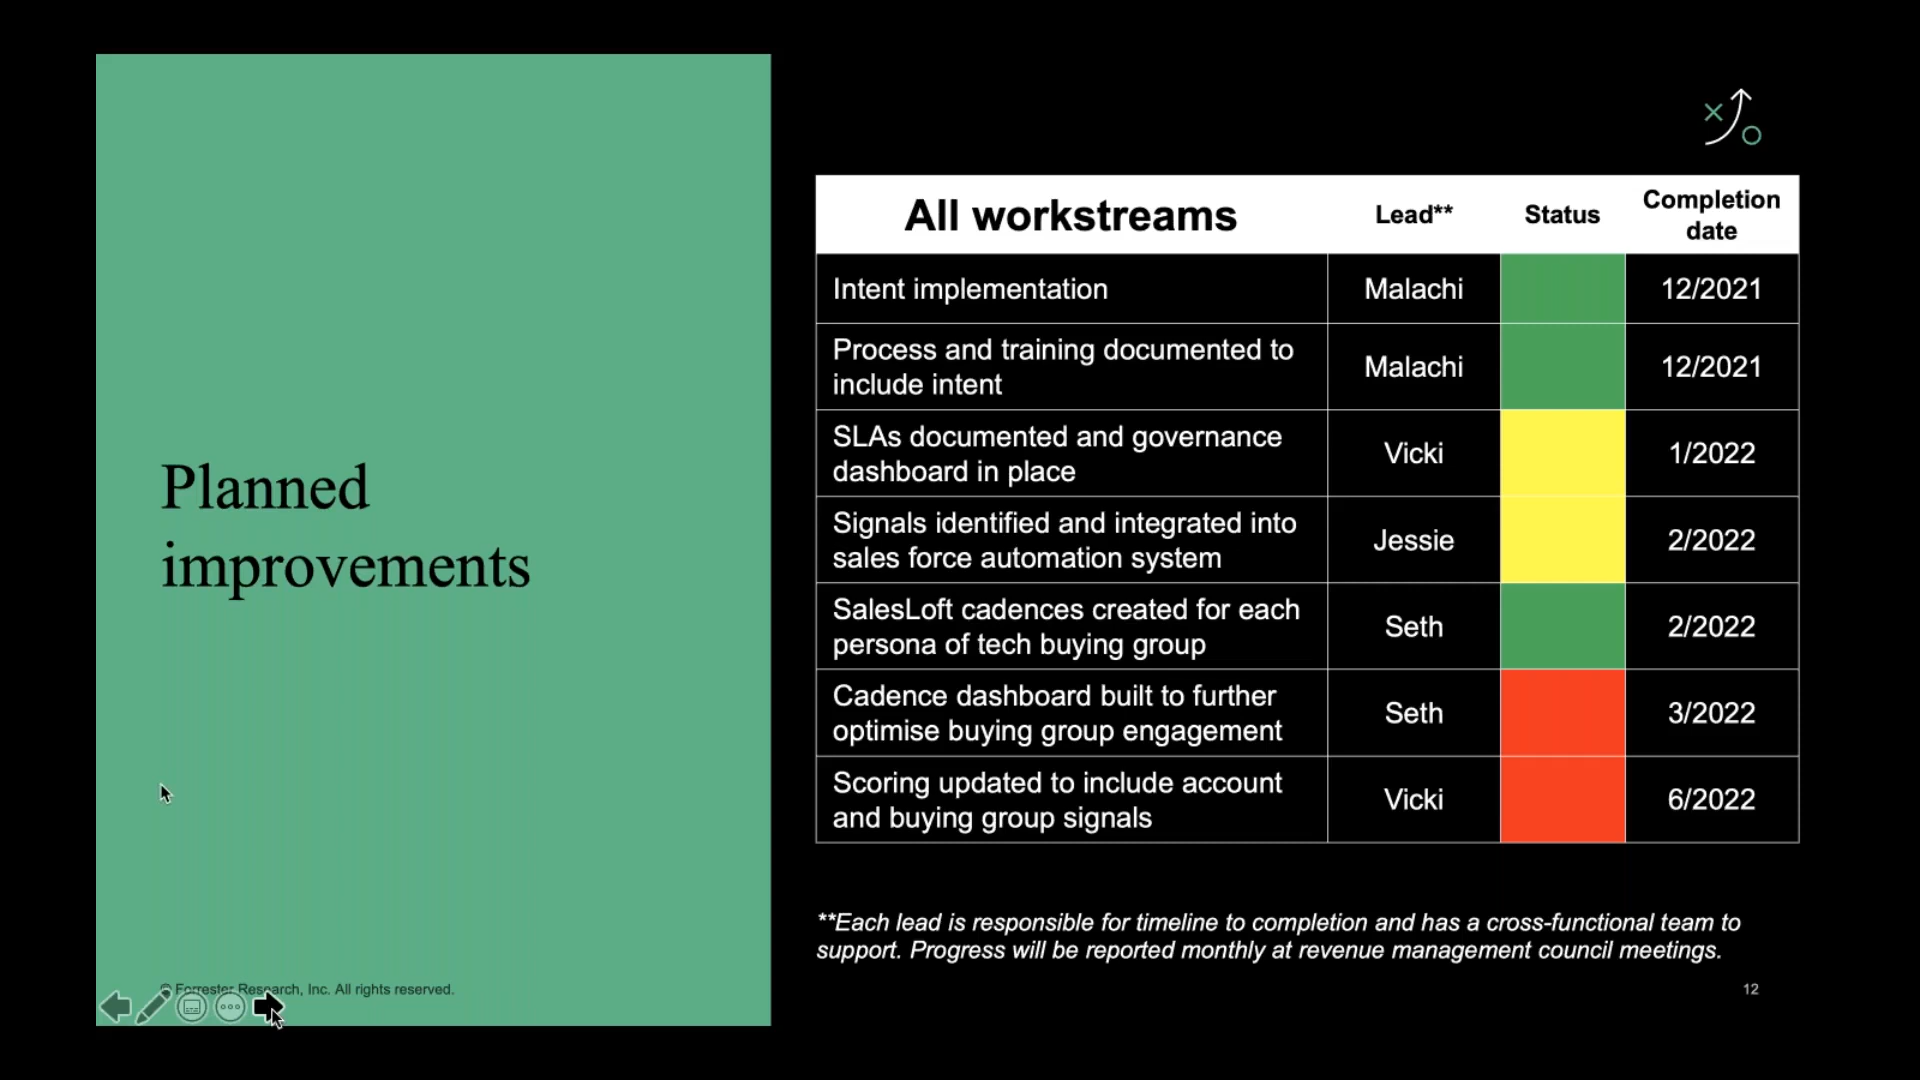 Planned
improvements
All workstreams
Lead**
Status
Completion
date
Intent implementation
Malachi
12/2021
Process and training documented to
include intent
Malachi
12/2021
SLAs documented and governance
dashboard in place
Vicki
1/2022
Signals identified and integrated into
sales force automation system
Jessie
2/2022
SalesLoft cadences created for each
persona of tech buying group
Seth
2/2022
Cadence dashboard built to further
optimise buying group engagement
Seth
3/2022
Scoring updated to include account
and buying group signals
Vicki
6/2022
**Each lead is responsible for timeline to completion and has a cross-functional team to
support. Progress will be reported monthly at revenue management council meetings.
© Forrester Research, Inc. All rights reserved.
12